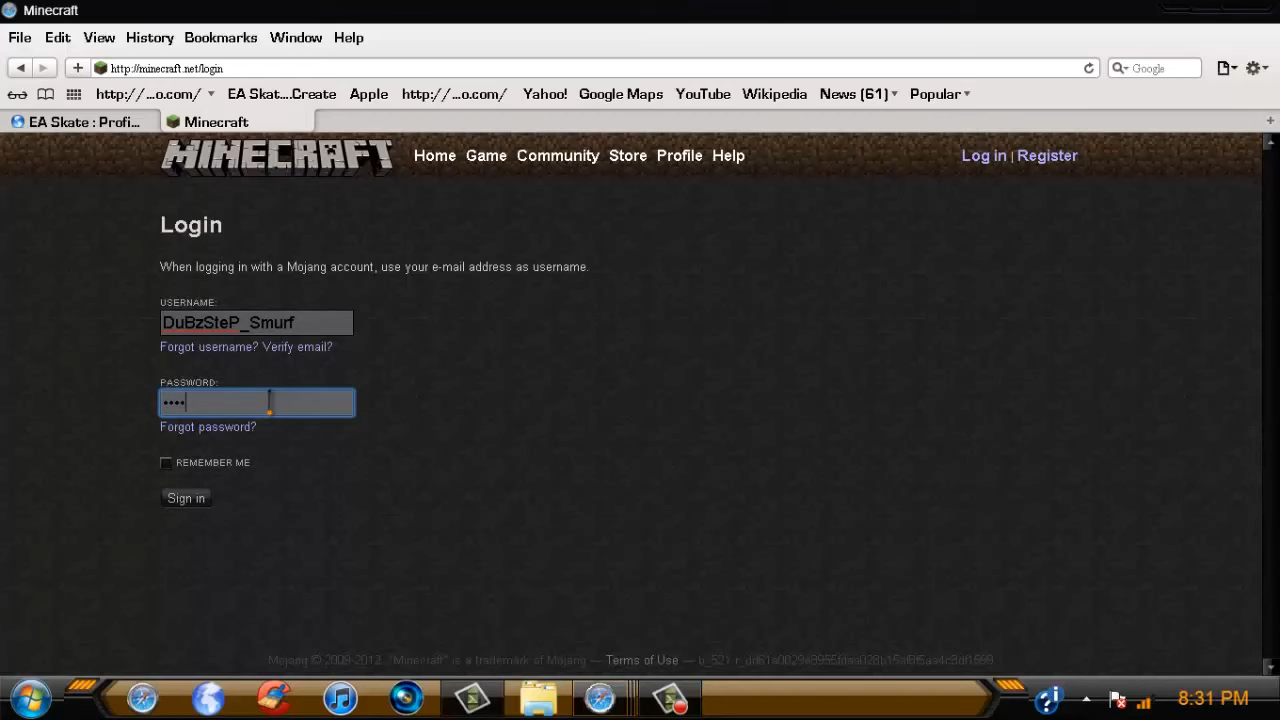 Minecraft
File Edit View History Bookmarks Window Help
http://minecraft.net/login
Google
http://...o.com/ EA Skat....Create Apple http://...o.com/ Yahoo! Google Maps YouTube Wikipedia News (61) Popular
EA Skate : Profi... Minecraft
MINECRAFT Home Game Community Store Profile Help Log in | Register
Login
When logging in with a Mojang account, use your e-mail address as username.
USERNAME:
DuBzSteP_Smurf
Forgot username? Verify email?
PASSWORD:
••••
Forgot password?
REMEMBER ME
Sign in
Mojang © 2009-2012. "Minecraft" is a trademark of Mojang — Terms of Use —
8:31 PM